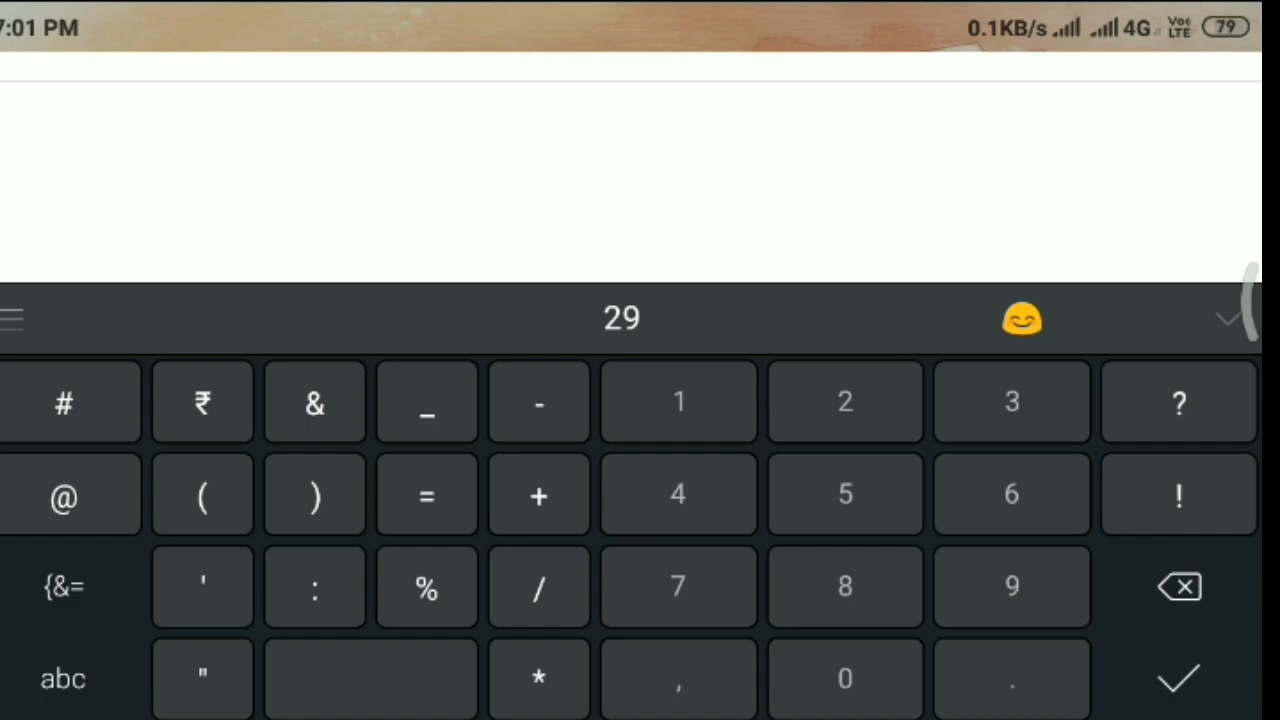 7:01 PM 0.1KB/s 4G Vo LTE 79
29 😊
# ₹ & _ - 1 2 3 ?
@ ( ) = + 4 5 6 !
{&= ' : % / 7 8 9
abc " * , 0 .